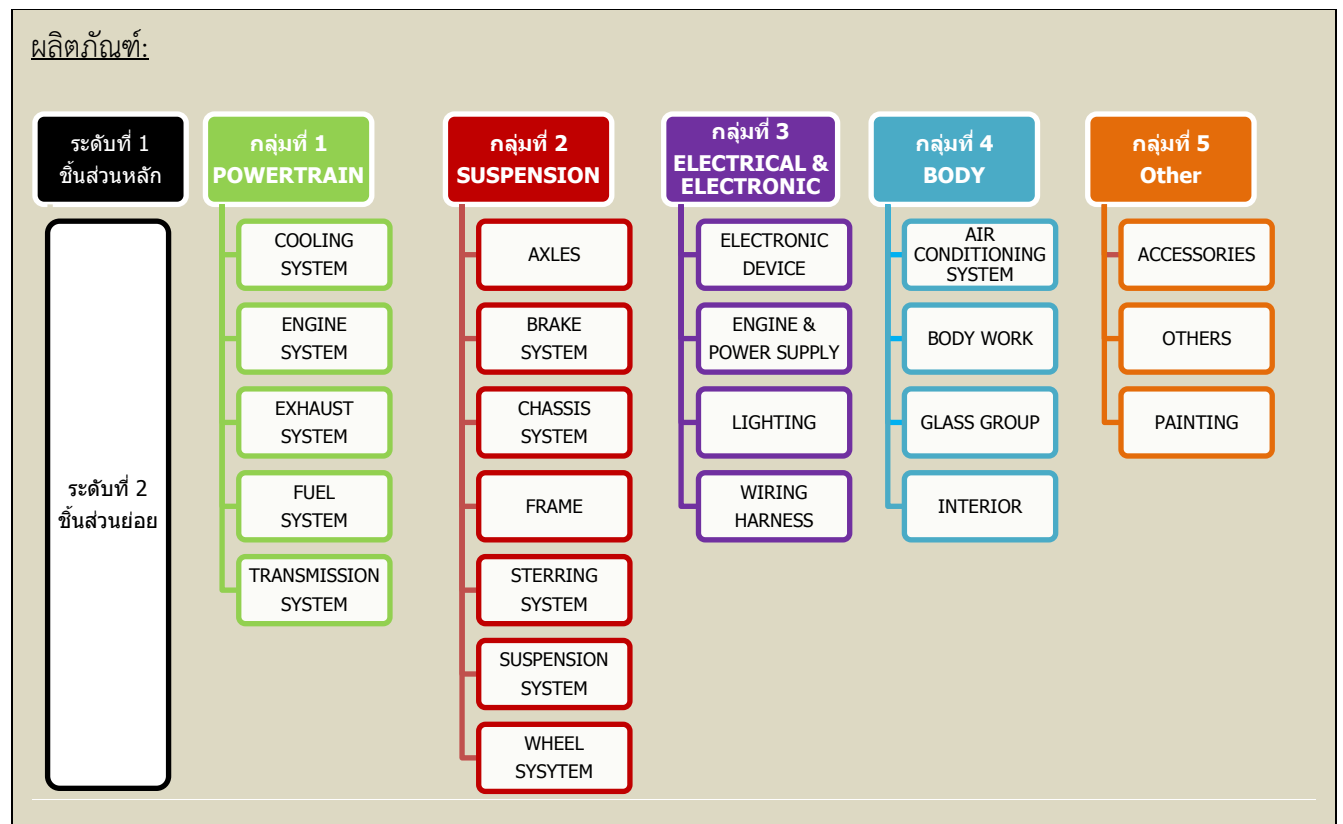 ผลิตภัณฑ์:
ระดับที่ 1
ชิ้นส่วนหลัก
ระดับที่ 2
ชิ้นส่วนย่อย
กลุ่มที่ 1
POWERTRAIN
COOLING
SYSTEM
ENGINE
SYSTEM
EXHAUST
SYSTEM
FUEL
SYSTEM
TRANSMISSION
SYSTEM
กลุ่มที่ 2
SUSPENSION
AXLES
BRAKE
SYSTEM
CHASSIS
SYSTEM
FRAME
STERRING
SYSTEM
SUSPENSION
SYSTEM
WHEEL
SYSYTEM
กลุ่มที่ 3
ELECTRICAL &
ELECTRONIC
ELECTRONIC
DEVICE
ENGINE &
POWER SUPPLY
LIGHTING
WIRING
HARNESS
กลุ่มที่ 4
BODY
AIR
CONDITIONING
SYSTEM
BODY WORK
GLASS GROUP
INTERIOR
กลุ่มที่ 5
Other
ACCESSORIES
OTHERS
PAINTING